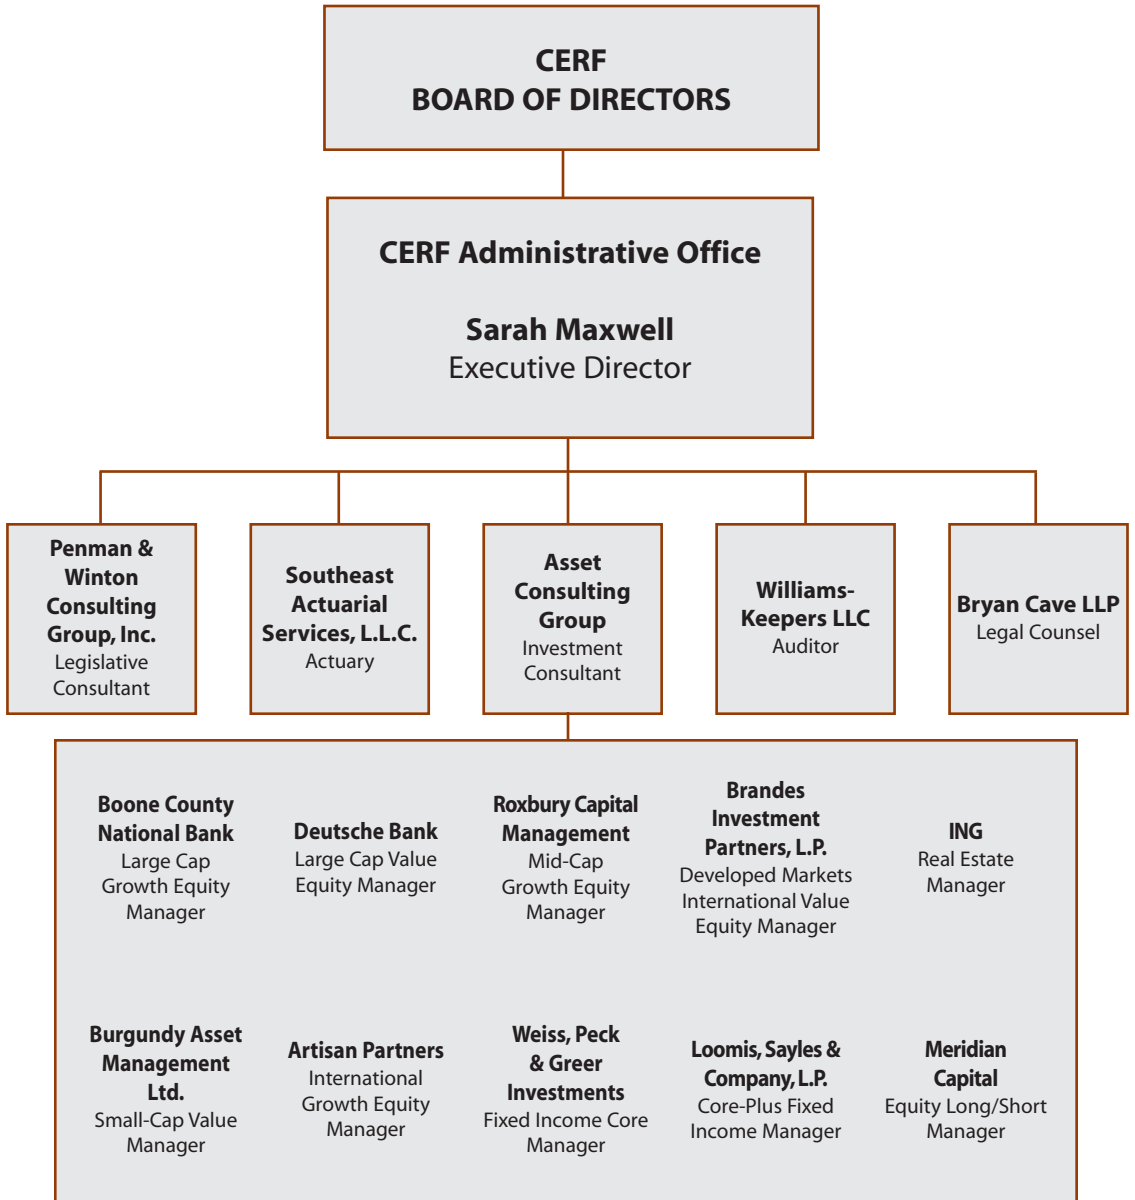 CERF
BOARD OF DIRECTORS
CERF Administrative Office
Sarah Maxwell
Executive Director
Penman &
Winton
Consulting
Group, Inc.
Legislative
Consultant
Southeast
Actuarial
Services, L.L.C.
Actuary
Asset
Consulting
Group
Investment
Consultant
Williams-
Keepers LLC
Auditor
Bryan Cave LLP
Legal Counsel
Boone County
National Bank
Large Cap
Growth Equity
Manager
Deutsche Bank
Large Cap Value
Equity Manager
Roxbury Capital
Management
Mid-Cap
Growth Equity
Manager
Brandes
Investment
Partners, L.P.
Developed Markets
International Value
Equity Manager
ING
Real Estate
Manager
Burgundy Asset
Management
Ltd.
Small-Cap Value
Manager
Artisan Partners
International
Growth Equity
Manager
Weiss, Peck
& Greer
Investments
Fixed Income Core
Manager
Loomis, Sayles &
Company, L.P.
Core-Plus Fixed
Income Manager
Meridian
Capital
Equity Long/Short
Manager